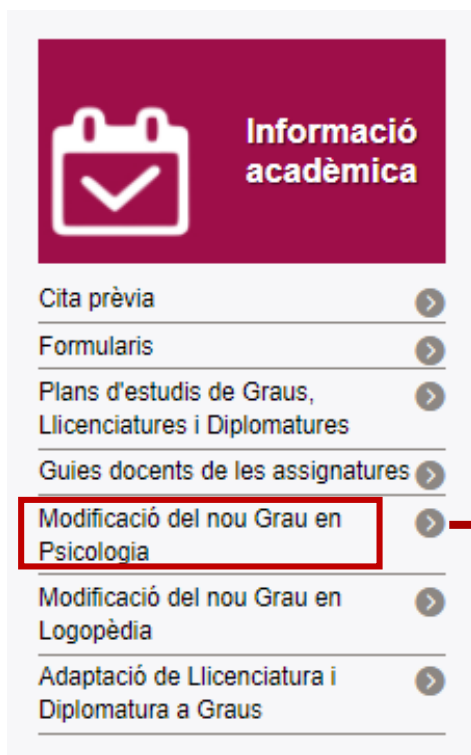 Informació
acadèmica
Cita prèvia
Formularis
Plans d'estudis de Graus,
Llicenciatures i Diplomatures
Guies docents de les assignatures
Modificació del nou Grau en
Psicologia
Modificació del nou Grau en
Logopèdia
Adaptació de Llicenciatura i
Diplomatura a Graus